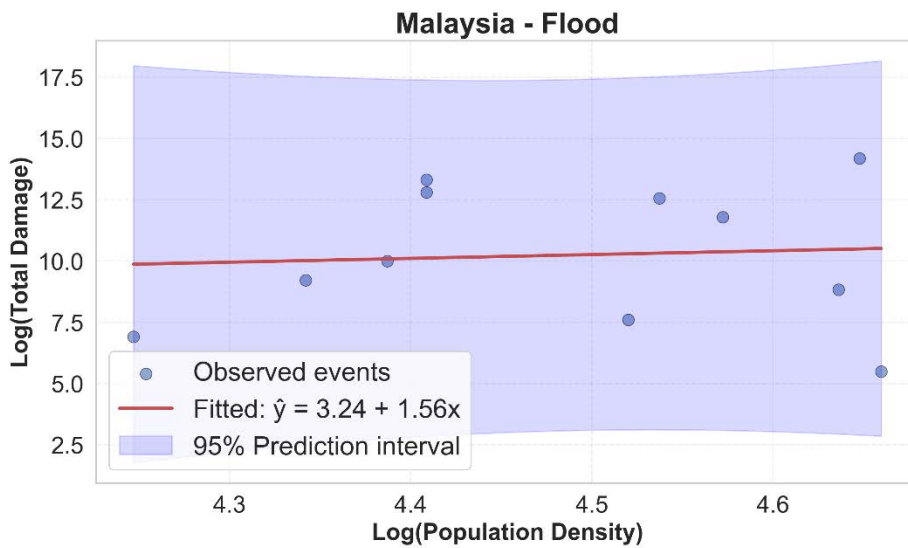 Malaysia - Flood
Log(Total Damage)
17.5
15.0
12.5
10.0
7.5
5.0
2.5
Observed events
Fitted: ŷ = 3.24 + 1.56x
95% Prediction interval
4.3 4.4 4.5 4.6
Log(Population Density)